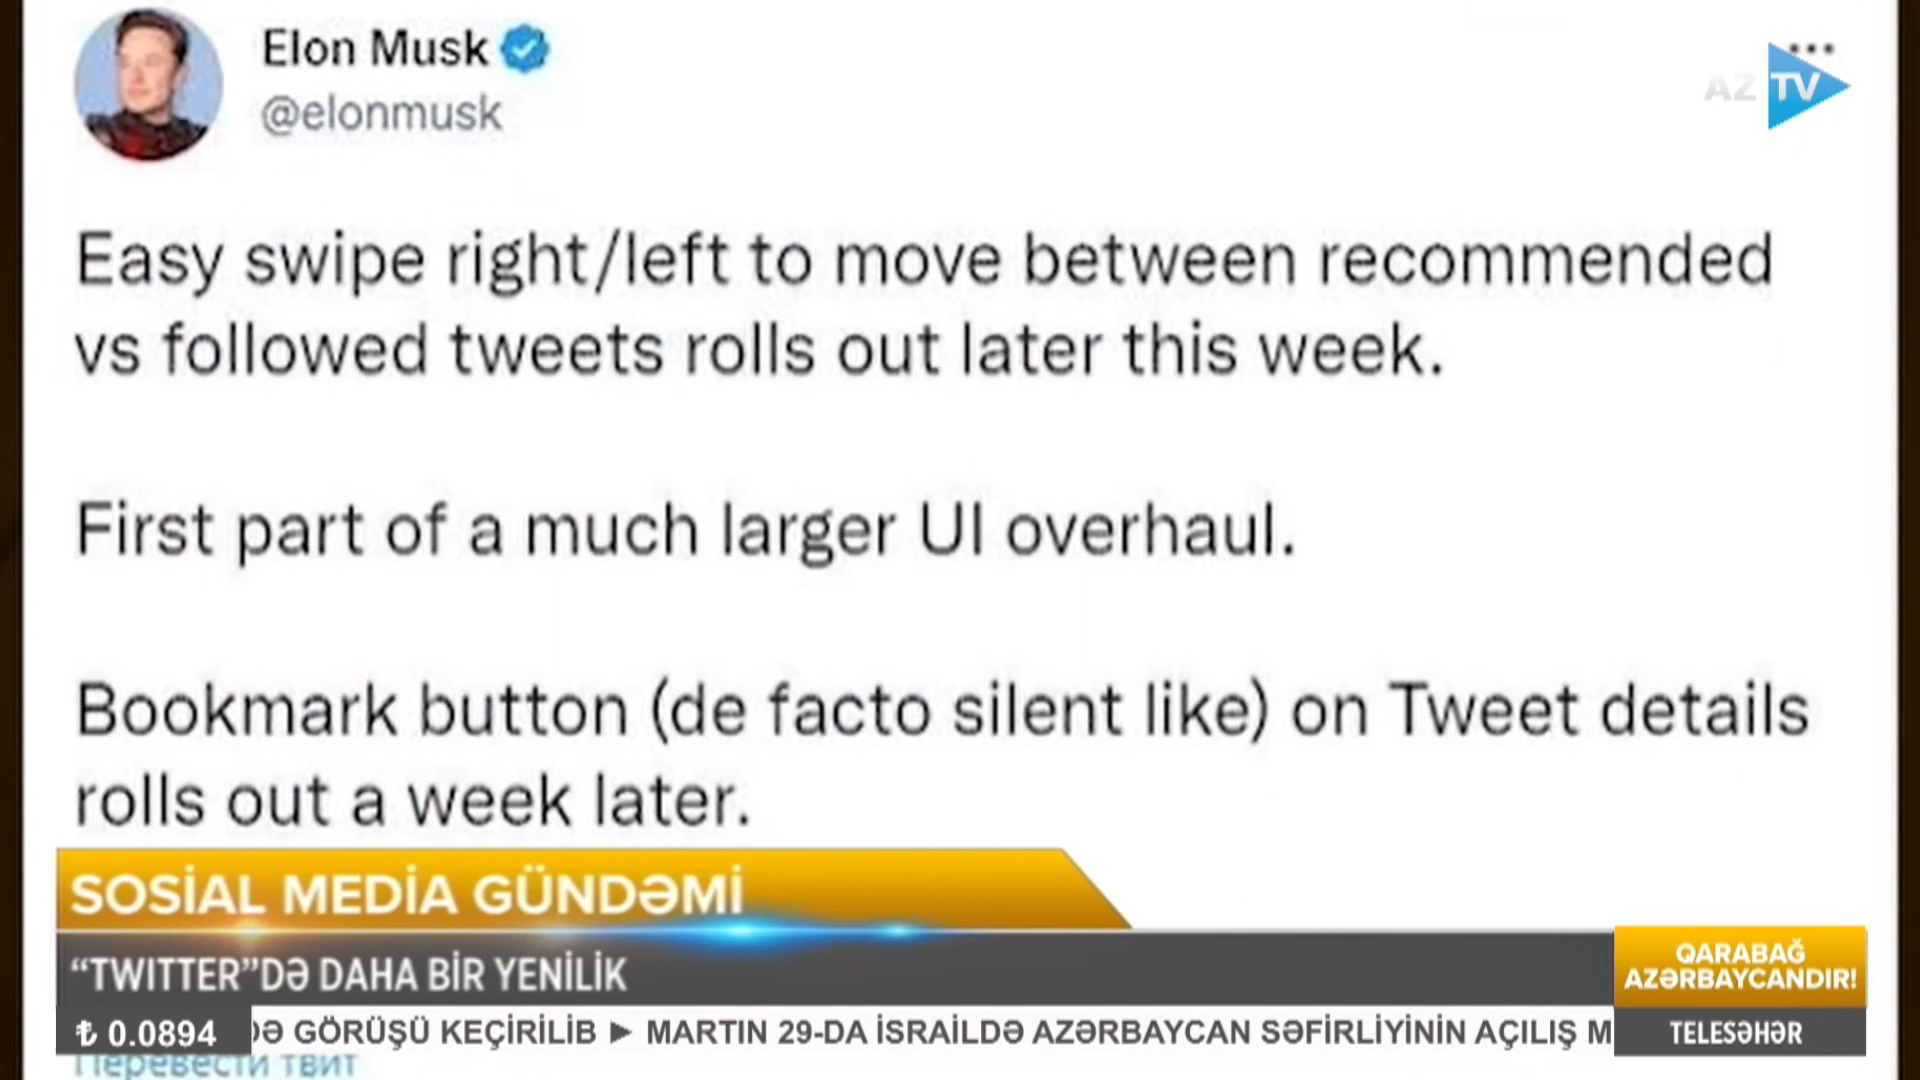 Elon Musk
@elonmusk
AZTV
Easy swipe right/left to move between recommended
vs followed tweets rolls out later this week.
First part of a much larger UI overhaul.
Bookmark button (de facto silent like) on Tweet details
rolls out a week later.
SOSİAL MEDİA GÜNDƏMİ
“TWITTER”DƏ DAHA BİR YENİLİK
QARABAĞ
AZƏRBAYCANDIR!
₺ 0.0894
DƏ GÖRÜŞÜ KEÇİRİLİB ► MARTIN 29-DA İSRAİLDƏ AZƏRBAYCAN SƏFİRLİYİNİN AÇILIŞ M
TELESƏHƏR
Перевести твит